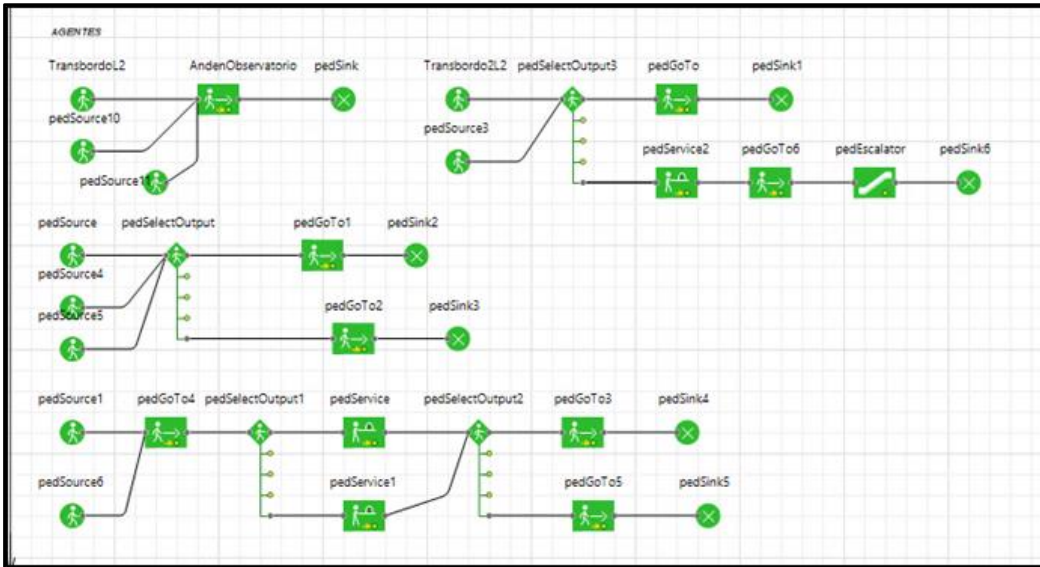 AGENTES
TransbordoL2 AndenObservatorio pedSink Transbordo2L2 pedSelectOutput3 pedGoTo pedSink1
pedSource10
pedSource3
pedService2 pedGoTo6 pedEscalator pedSink6
pedSource11
pedSource pedSelectOutput pedGoTo1 pedSink2
pedSource4
pedGoTo2 pedSink3
pedSource5
pedSource1 pedGoTo4 pedSelectOutput1 pedService pedSelectOutput2 pedGoTo3 pedSink4
pedSource6 pedService1 pedGoTo5 pedSink5